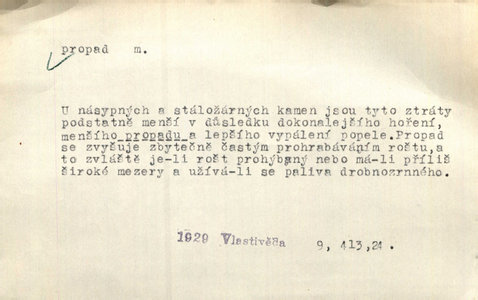 propad m.
U násypných a stáložárných kamen jsou tyto ztráty
podstatně menší v důsledku dokonalejšího hoření,
menšího propadu a lepšího vypálení popele.Propad
se zvyšuje zbytečně častým prohrabáváním roštu,a
to zvláště je-li rošt prohýbaný nebo má-li příliš
široké mezery a užívá-li se paliva drobnozrnného.
1929 Vlastivěda 9, 413,24.